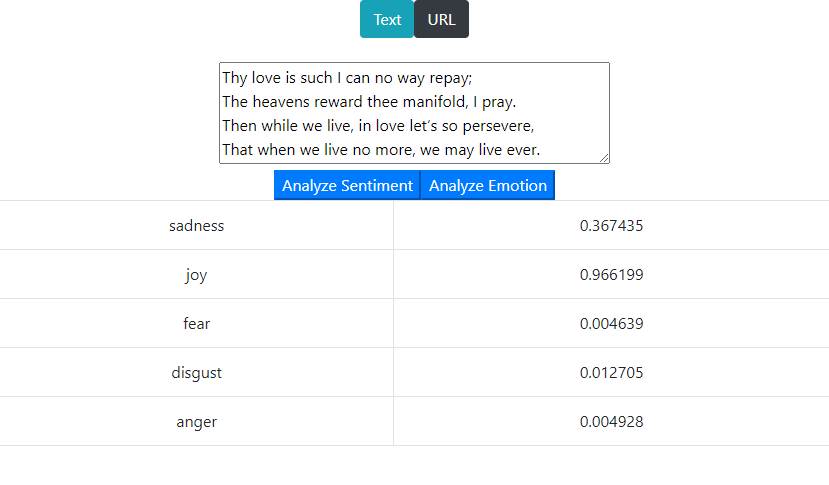 Text URL
Thy love is such I can no way repay;
The heavens reward thee manifold, I pray.
Then while we live, in love let’s so persevere,
That when we live no more, we may live ever.
Analyze Sentiment Analyze Emotion
sadness 0.367435
joy 0.966199
fear 0.004639
disgust 0.012705
anger 0.004928